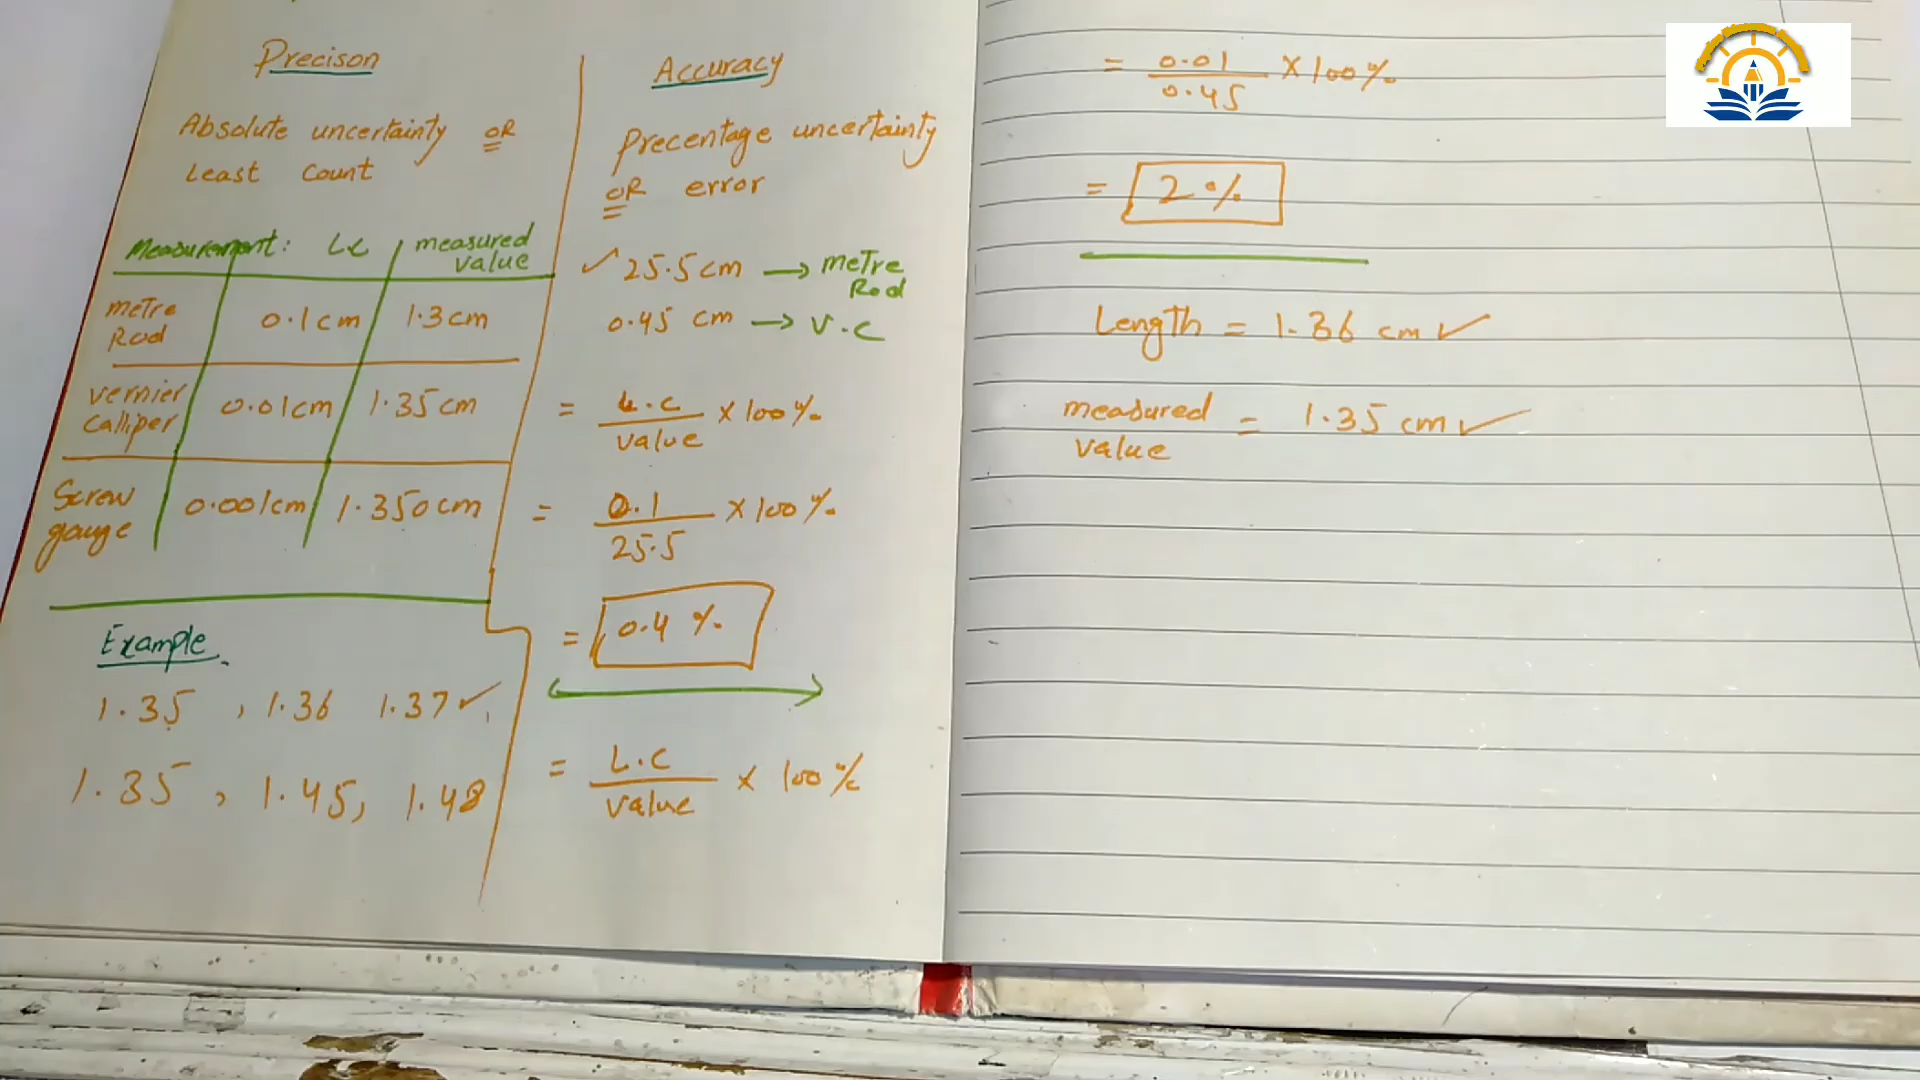 Precison
Absolute uncertainty OR
Least Count
Measurement: LC measured value
metre Rod 0.1cm 1.3cm
vernier calliper 0.01cm 1.35cm
Screw gauge 0.001cm 1.350cm
Example
1.35, 1.36 1.37 ✓
1.35, 1.45, 1.48
Accuracy
Precentage uncertainty
OR error
✓ 25.5 cm → metre Rod
0.45 cm → V.C
= L.C / value × 100%
= 0.1 / 25.5 × 100%
= 0.4 %
= L.C / value × 100%
= 0.01 / 0.45 × 100%
= 2 %
Length = 1.36 cm ✓
measured value = 1.35 cm ✓